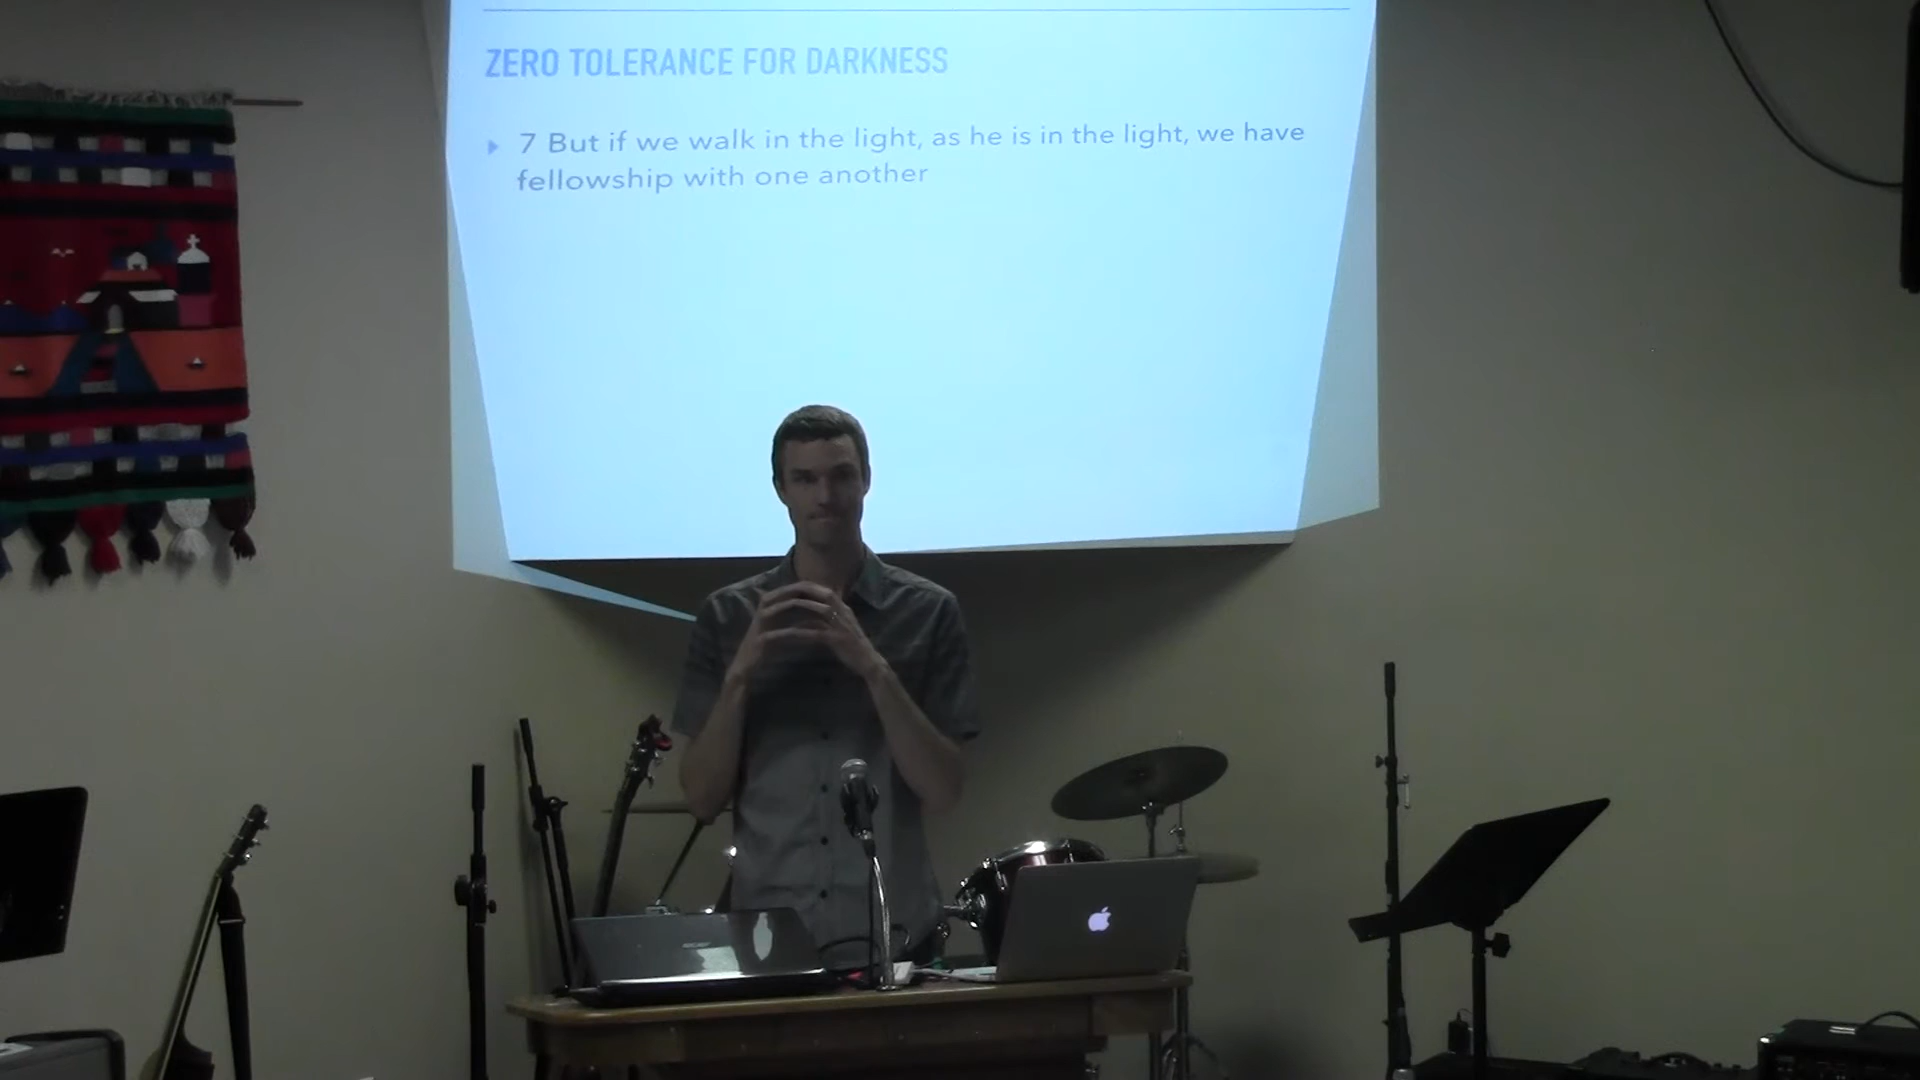 ZERO TOLERANCE FOR DARKNESS
7 But if we walk in the light, as he is in the light, we have
fellowship with one another